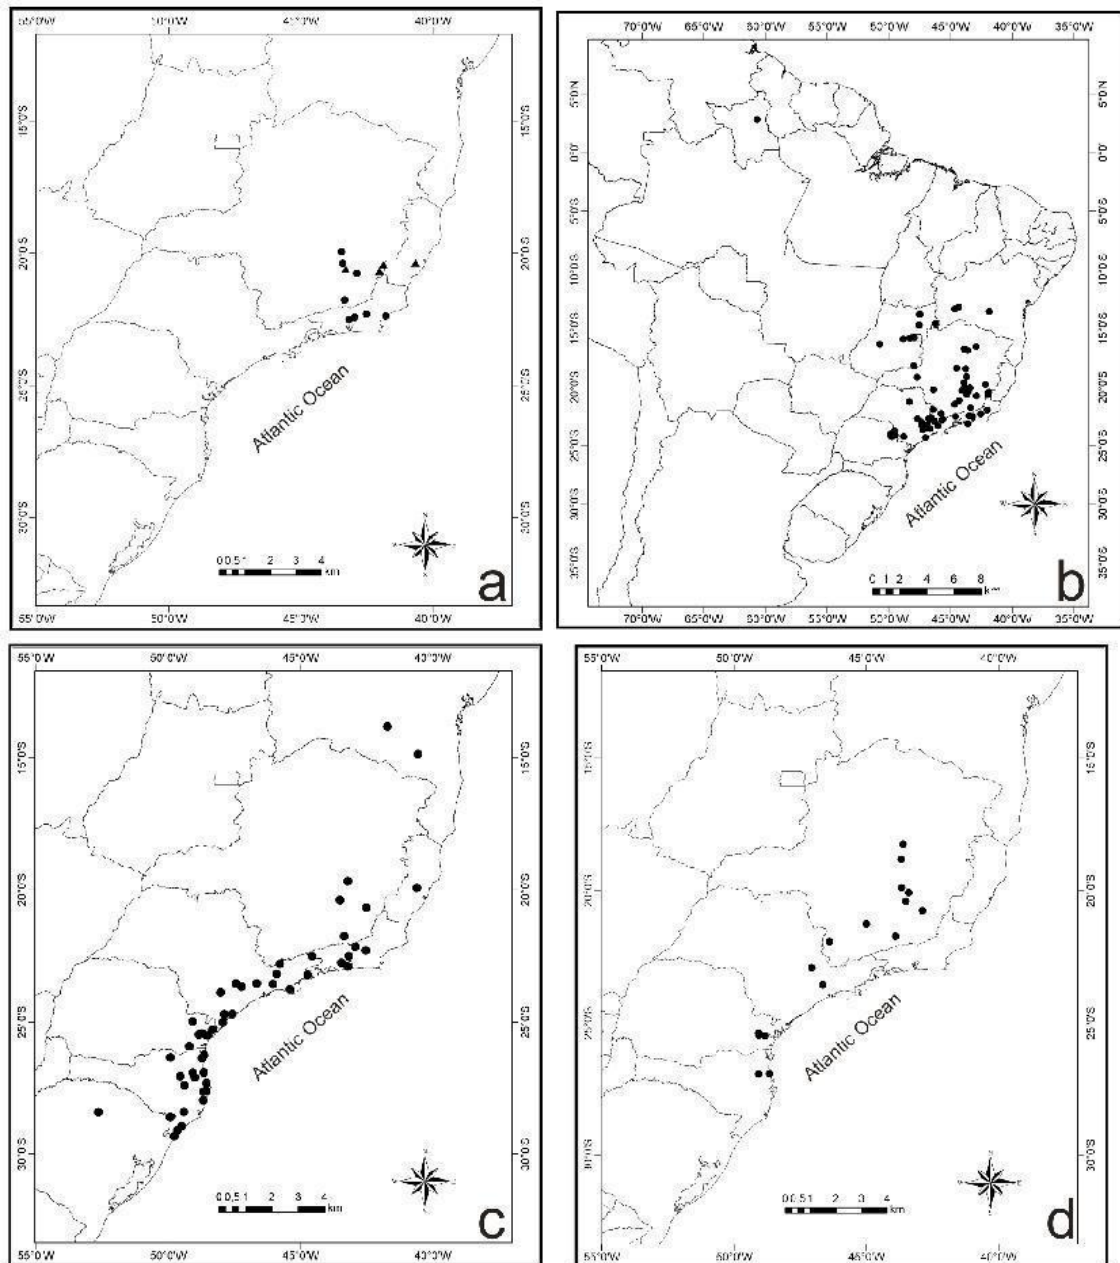 55°0'W 50°0'W 45°0'W 40°0'W
15°0'S 15°0'S
20°0'S 20°0'S
25°0'S 25°0'S
30°0'S 30°0'S
Atlantic Ocean
0 0,5 1 2 3 4
km
a
55°0'W 50°0'W 45°0'W 40°0'W
70°0'W 65°0'W 60°0'W 55°0'W 50°0'W 45°0'W 40°0'W 35°0'W
5°0'N 5°0'N
0°0' 0°0'
5°0'S 5°0'S
10°0'S 10°0'S
15°0'S 15°0'S
20°0'S 20°0'S
25°0'S 25°0'S
30°0'S 30°0'S
35°0'S 35°0'S
Atlantic Ocean
0 1 2 4 6 8
b
70°0'W 65°0'W 60°0'W 55°0'W 50°0'W 45°0'W 40°0'W 35°0'W
55°0'W 50°0'W 45°0'W 40°0'W
15°0'S 15°0'S
20°0'S 20°0'S
25°0'S 25°0'S
30°0'S 30°0'S
Atlantic Ocean
0 0,5 1 2 3 4
km
c
55°0'W 50°0'W 45°0'W 40°0'W
55°0'W 50°0'W 45°0'W 40°0'W
15°0'S 15°0'S
20°0'S 20°0'S
25°0'S 25°0'S
30°0'S 30°0'S
Atlantic Ocean
0 0,5 1 2 3 4
km
d
55°0'W 50°0'W 45°0'W 40°0'W